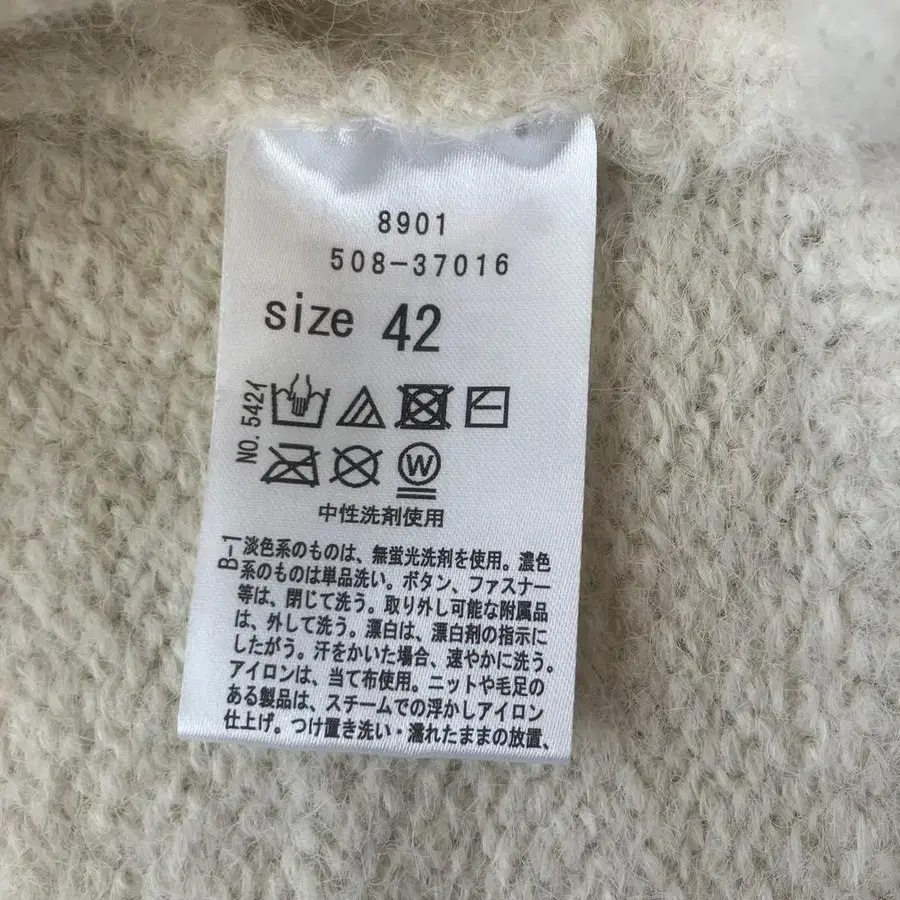 8901
508-37016
size 42
NO. 542イ
W
中性洗剤使用
B-1
淡色系のものは、無蛍光洗剤を使用。濃色
系のものは単品洗い。ボタン、ファスナー
等は、閉じて洗う。取り外し可能な附属品
は、外して洗う。漂白は、漂白剤の指示に
したがう。汗をかいた場合、速やかに洗う。
アイロンは、当て布使用。ニットや毛足の
ある製品は、スチームでの浮かしアイロン
仕上げ。つけ置き洗い・濡れたままの放置、